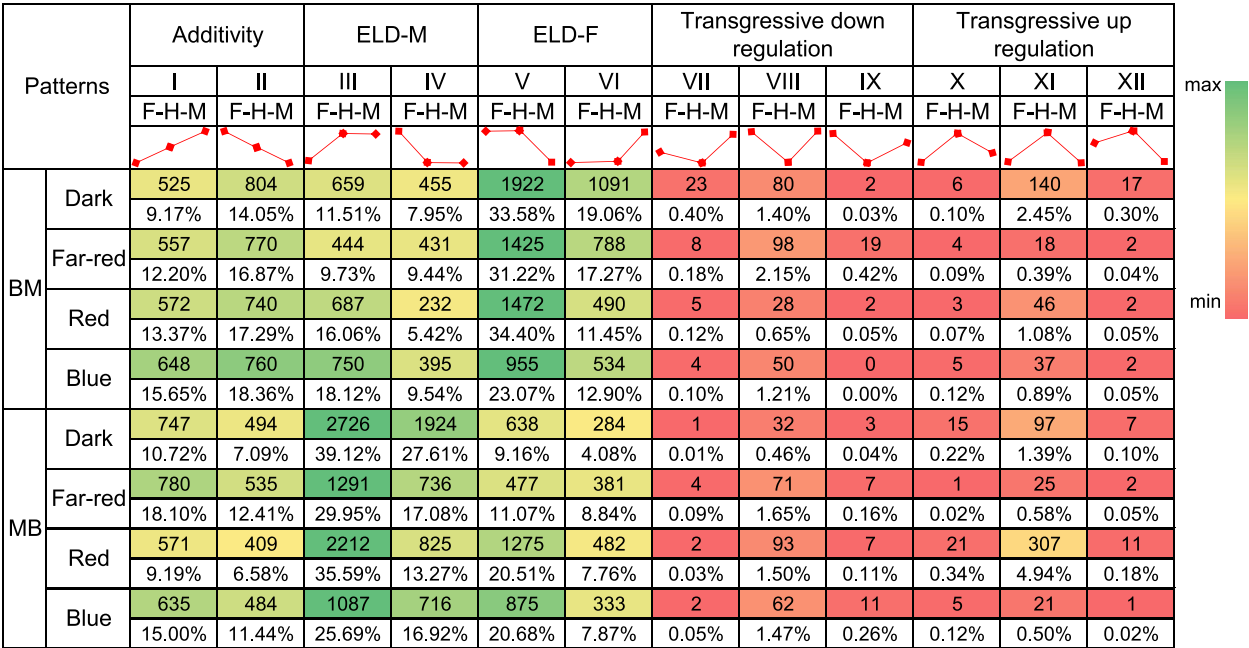 Patterns Additivity ELD-M ELD-F Transgressive down regulation Transgressive up regulation
I II III IV V VI VII VIII IX X XI XII
F-H-M F-H-M F-H-M F-H-M F-H-M F-H-M F-H-M F-H-M F-H-M F-H-M F-H-M F-H-M
max
min
BM
Dark 525 804 659 455 1922 1091 23 80 2 6 140 17
9.17% 14.05% 11.51% 7.95% 33.58% 19.06% 0.40% 1.40% 0.03% 0.10% 2.45% 0.30%
Far-red 557 770 444 431 1425 788 8 98 19 4 18 2
12.20% 16.87% 9.73% 9.44% 31.22% 17.27% 0.18% 2.15% 0.42% 0.09% 0.39% 0.04%
Red 572 740 687 232 1472 490 5 28 2 3 46 2
13.37% 17.29% 16.06% 5.42% 34.40% 11.45% 0.12% 0.65% 0.05% 0.07% 1.08% 0.05%
Blue 648 760 750 395 955 534 4 50 0 5 37 2
15.65% 18.36% 18.12% 9.54% 23.07% 12.90% 0.10% 1.21% 0.00% 0.12% 0.89% 0.05%
MB
Dark 747 494 2726 1924 638 284 1 32 3 15 97 7
10.72% 7.09% 39.12% 27.61% 9.16% 4.08% 0.01% 0.46% 0.04% 0.22% 1.39% 0.10%
Far-red 780 535 1291 736 477 381 4 71 7 1 25 2
18.10% 12.41% 29.95% 17.08% 11.07% 8.84% 0.09% 1.65% 0.16% 0.02% 0.58% 0.05%
Red 571 409 2212 825 1275 482 2 93 7 21 307 11
9.19% 6.58% 35.59% 13.27% 20.51% 7.76% 0.03% 1.50% 0.11% 0.34% 4.94% 0.18%
Blue 635 484 1087 716 875 333 2 62 11 5 21 1
15.00% 11.44% 25.69% 16.92% 20.68% 7.87% 0.05% 1.47% 0.26% 0.12% 0.50% 0.02%